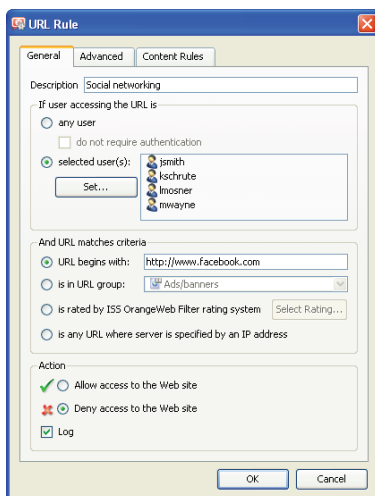 URL Rule
General Advanced Content Rules
Description Social networking
If user accessing the URL is
any user
do not require authentication
selected user(s):
jsmith
kschrute
lmosner
mwayne
Set...
And URL matches criteria
URL begins with: http://www.facebook.com
is in URL group: Ads/banners
is rated by ISS OrangeWeb Filter rating system Select Rating...
is any URL where server is specified by an IP address
Action
Allow access to the Web site
Deny access to the Web site
Log
OK Cancel